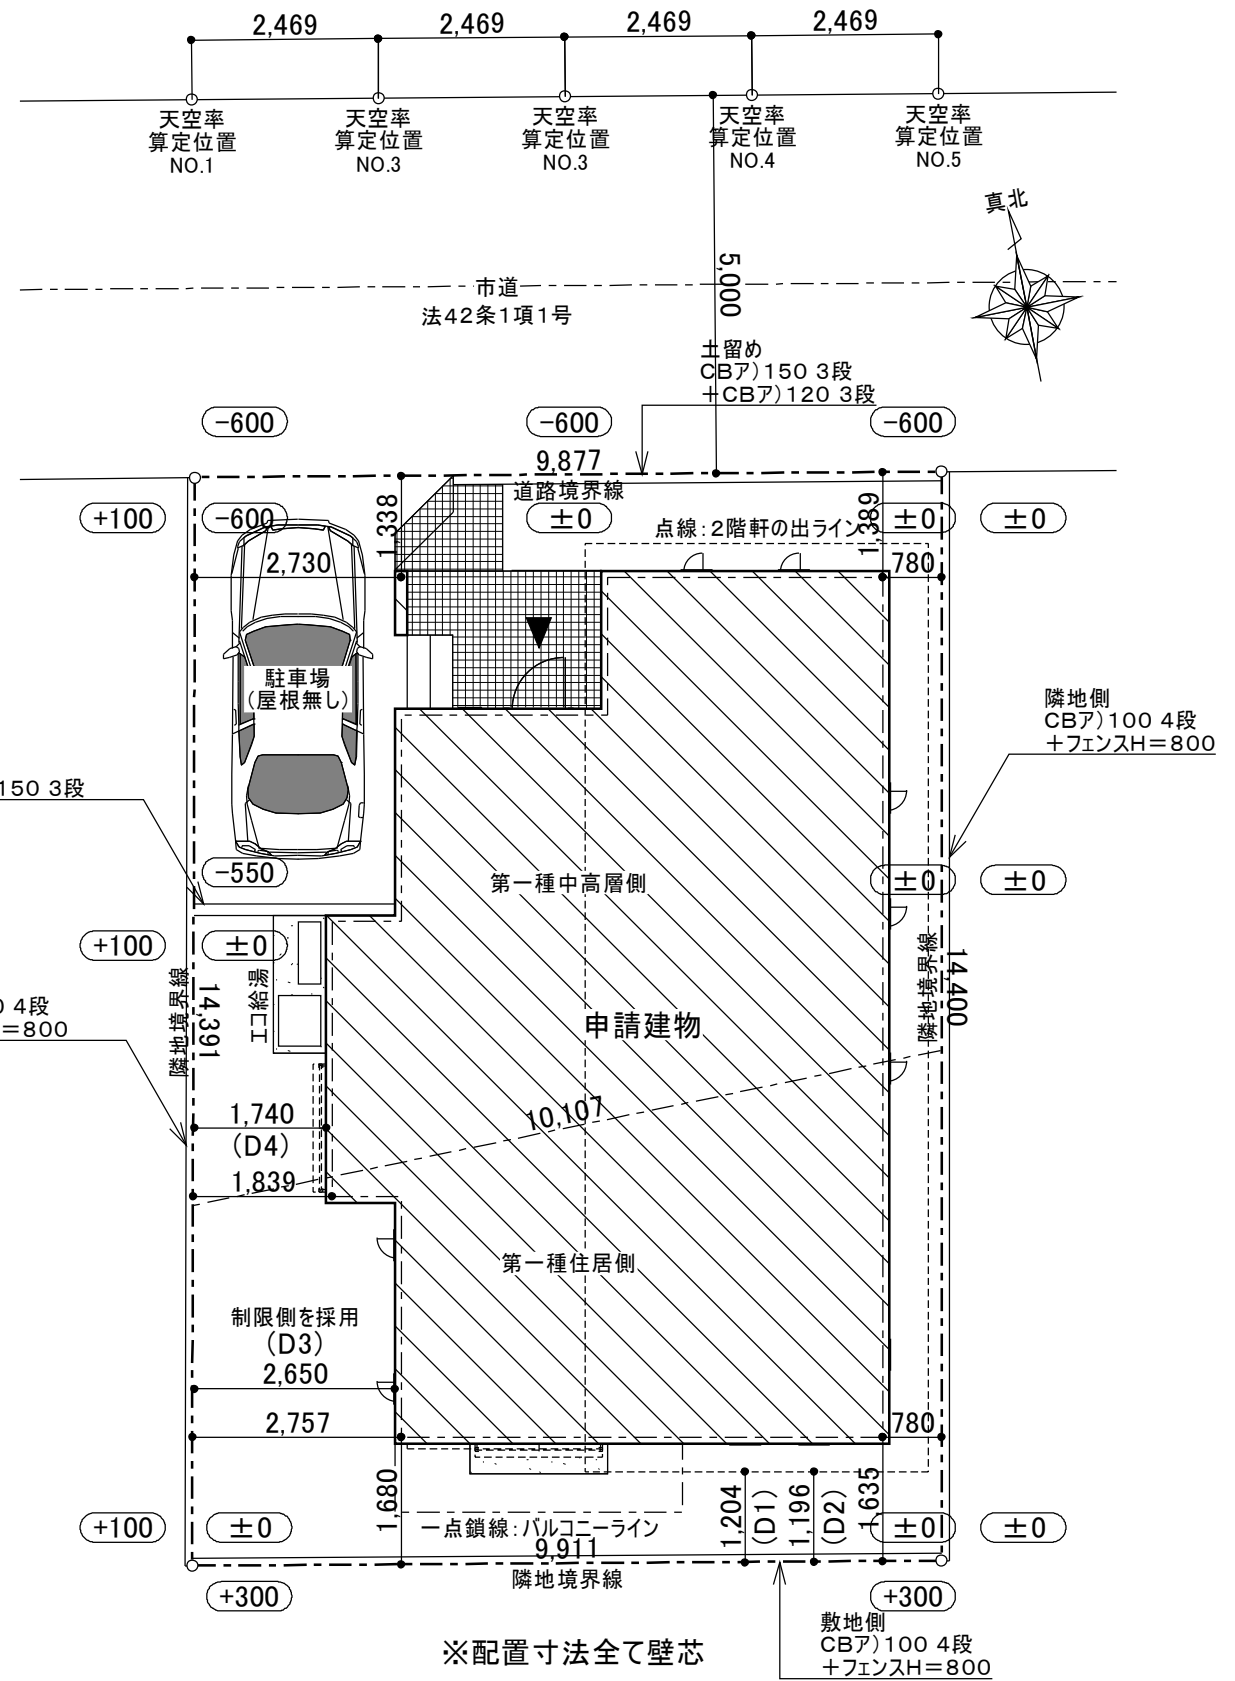 2,469
2,469
2,469
2,469
天空率
算定位置
NO.1
天空率
算定位置
NO.3
天空率
算定位置
NO.3
天空率
算定位置
NO.4
天空率
算定位置
NO.5
真北
市道
法42条1項1号
5,000
土留め
CBア)150 3段
+CBア)120 3段
-600
-600
-600
9,877
道路境界線
+100
-600
1,338
±0
1,389
±0
±0
点線:2階軒の出ライン
2,730
780
駐車場
(屋根無し)
隣地側
CBア)100 4段
+フェンスH=800
150 3段
-550
第一種中高層側
±0
±0
+100
±0
エコ給湯
隣地境界線
14,391
隣地境界線
14,400
0 4段
=800
申請建物
10,107
1,740
(D4)
1,839
第一種住居側
制限側を採用
(D3)
2,650
2,757
780
1,680
1,204
(D1)
1,196
(D2)
1,635
+100
±0
一点鎖線:バルコニーライン
±0
±0
9,911
隣地境界線
+300
+300
敷地側
CBア)100 4段
+フェンスH=800
※配置寸法全て壁芯